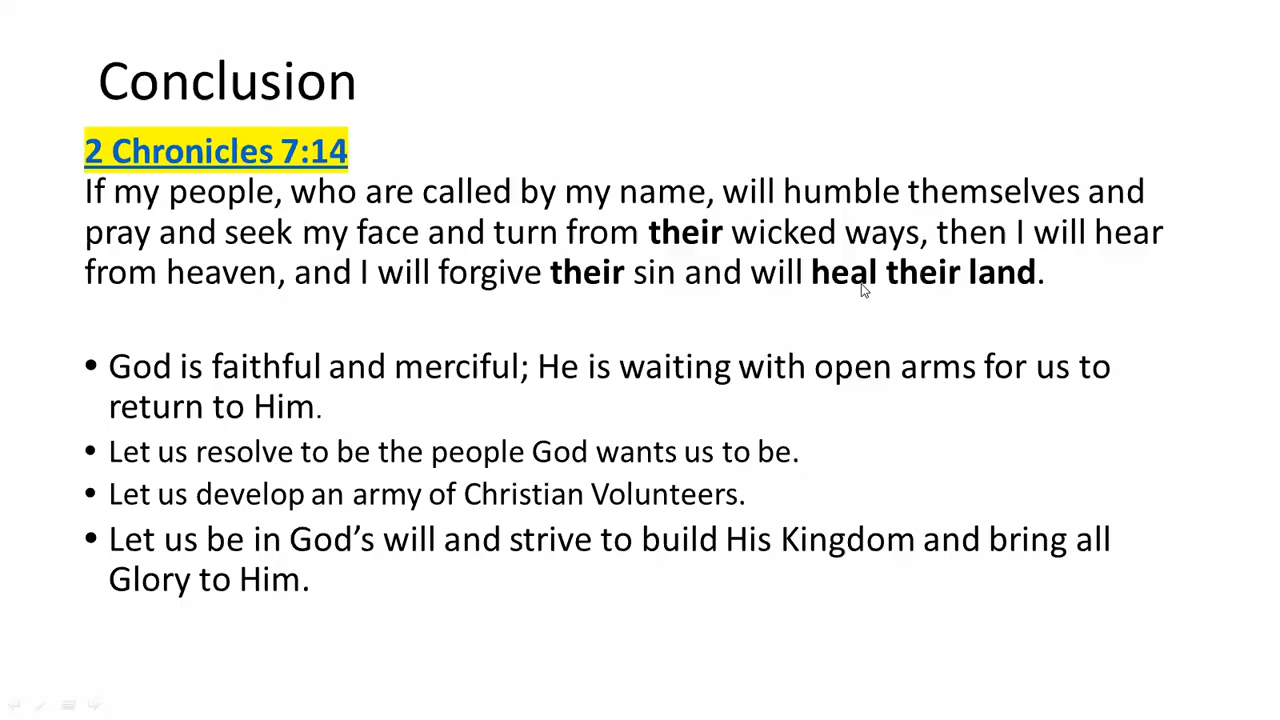 Conclusion
2 Chronicles 7:14
If my people, who are called by my name, will humble themselves and
pray and seek my face and turn from their wicked ways, then I will hear
from heaven, and I will forgive their sin and will heal their land.
• God is faithful and merciful; He is waiting with open arms for us to
return to Him.
• Let us resolve to be the people God wants us to be.
• Let us develop an army of Christian Volunteers.
• Let us be in God’s will and strive to build His Kingdom and bring all
Glory to Him.